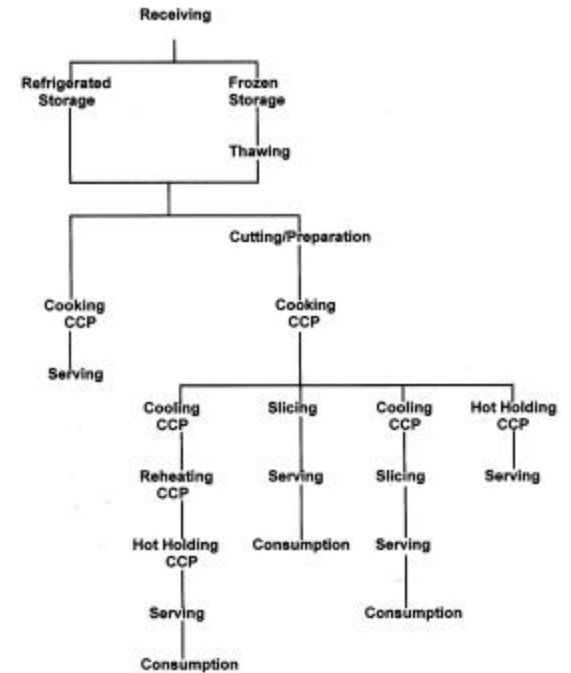 Receiving
Refrigerated
Storage
Frozen
Storage
Thawing
Cutting/Preparation
Cooking
CCP
Cooking
CCP
Serving
Cooling
CCP
Slicing
Cooling
CCP
Hot Holding
CCP
Reheating
CCP
Serving
Slicing
Serving
Hot Holding
CCP
Consumption
Serving
Serving
Consumption
Consumption